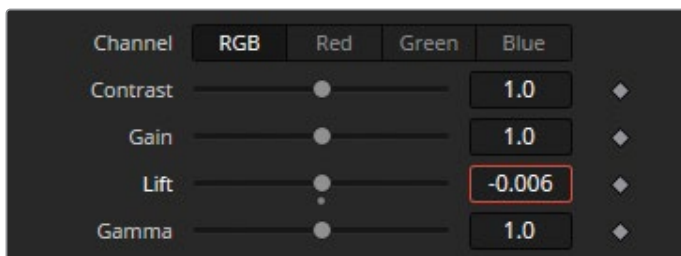 Channel RGB Red Green Blue
Contrast 1.0
Gain 1.0
Lift -0.006
Gamma 1.0